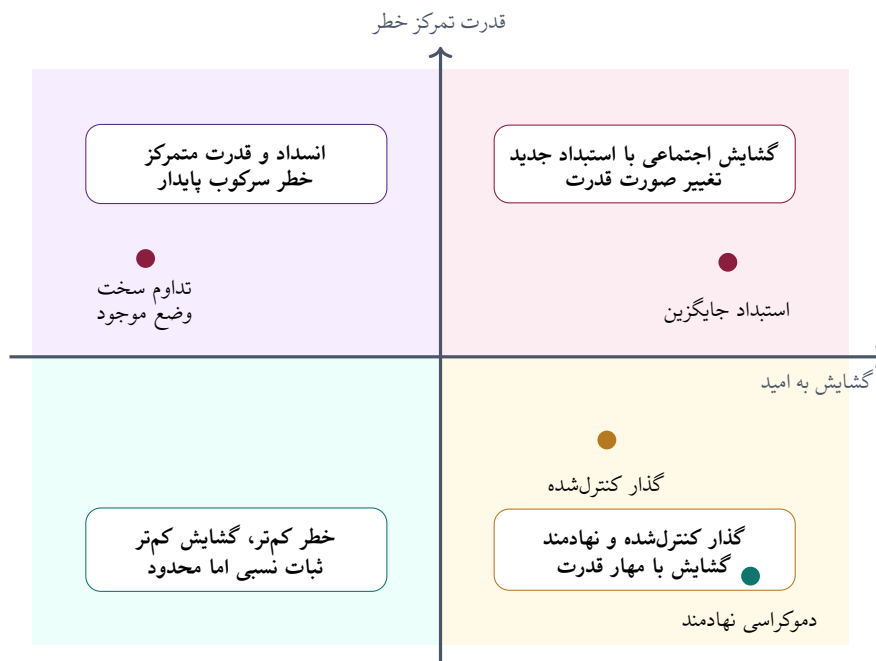 قدرت تمرکز خطر
گشایش اجتماعی با استبداد جدید
تغییر صورت قدرت
انسداد و قدرت متمرکز
خطر سرکوب پایدار
استبداد جایگزین
تداوم سخت
وضع موجود
گشایش به امید
گذار کنترل‌شده
گذار کنترل‌شده و نهادمند
گشایش با مهار قدرت
دموکراسی نهادمند
خطر کم‌تر، گشایش کم‌تر
ثبات نسبی اما محدود